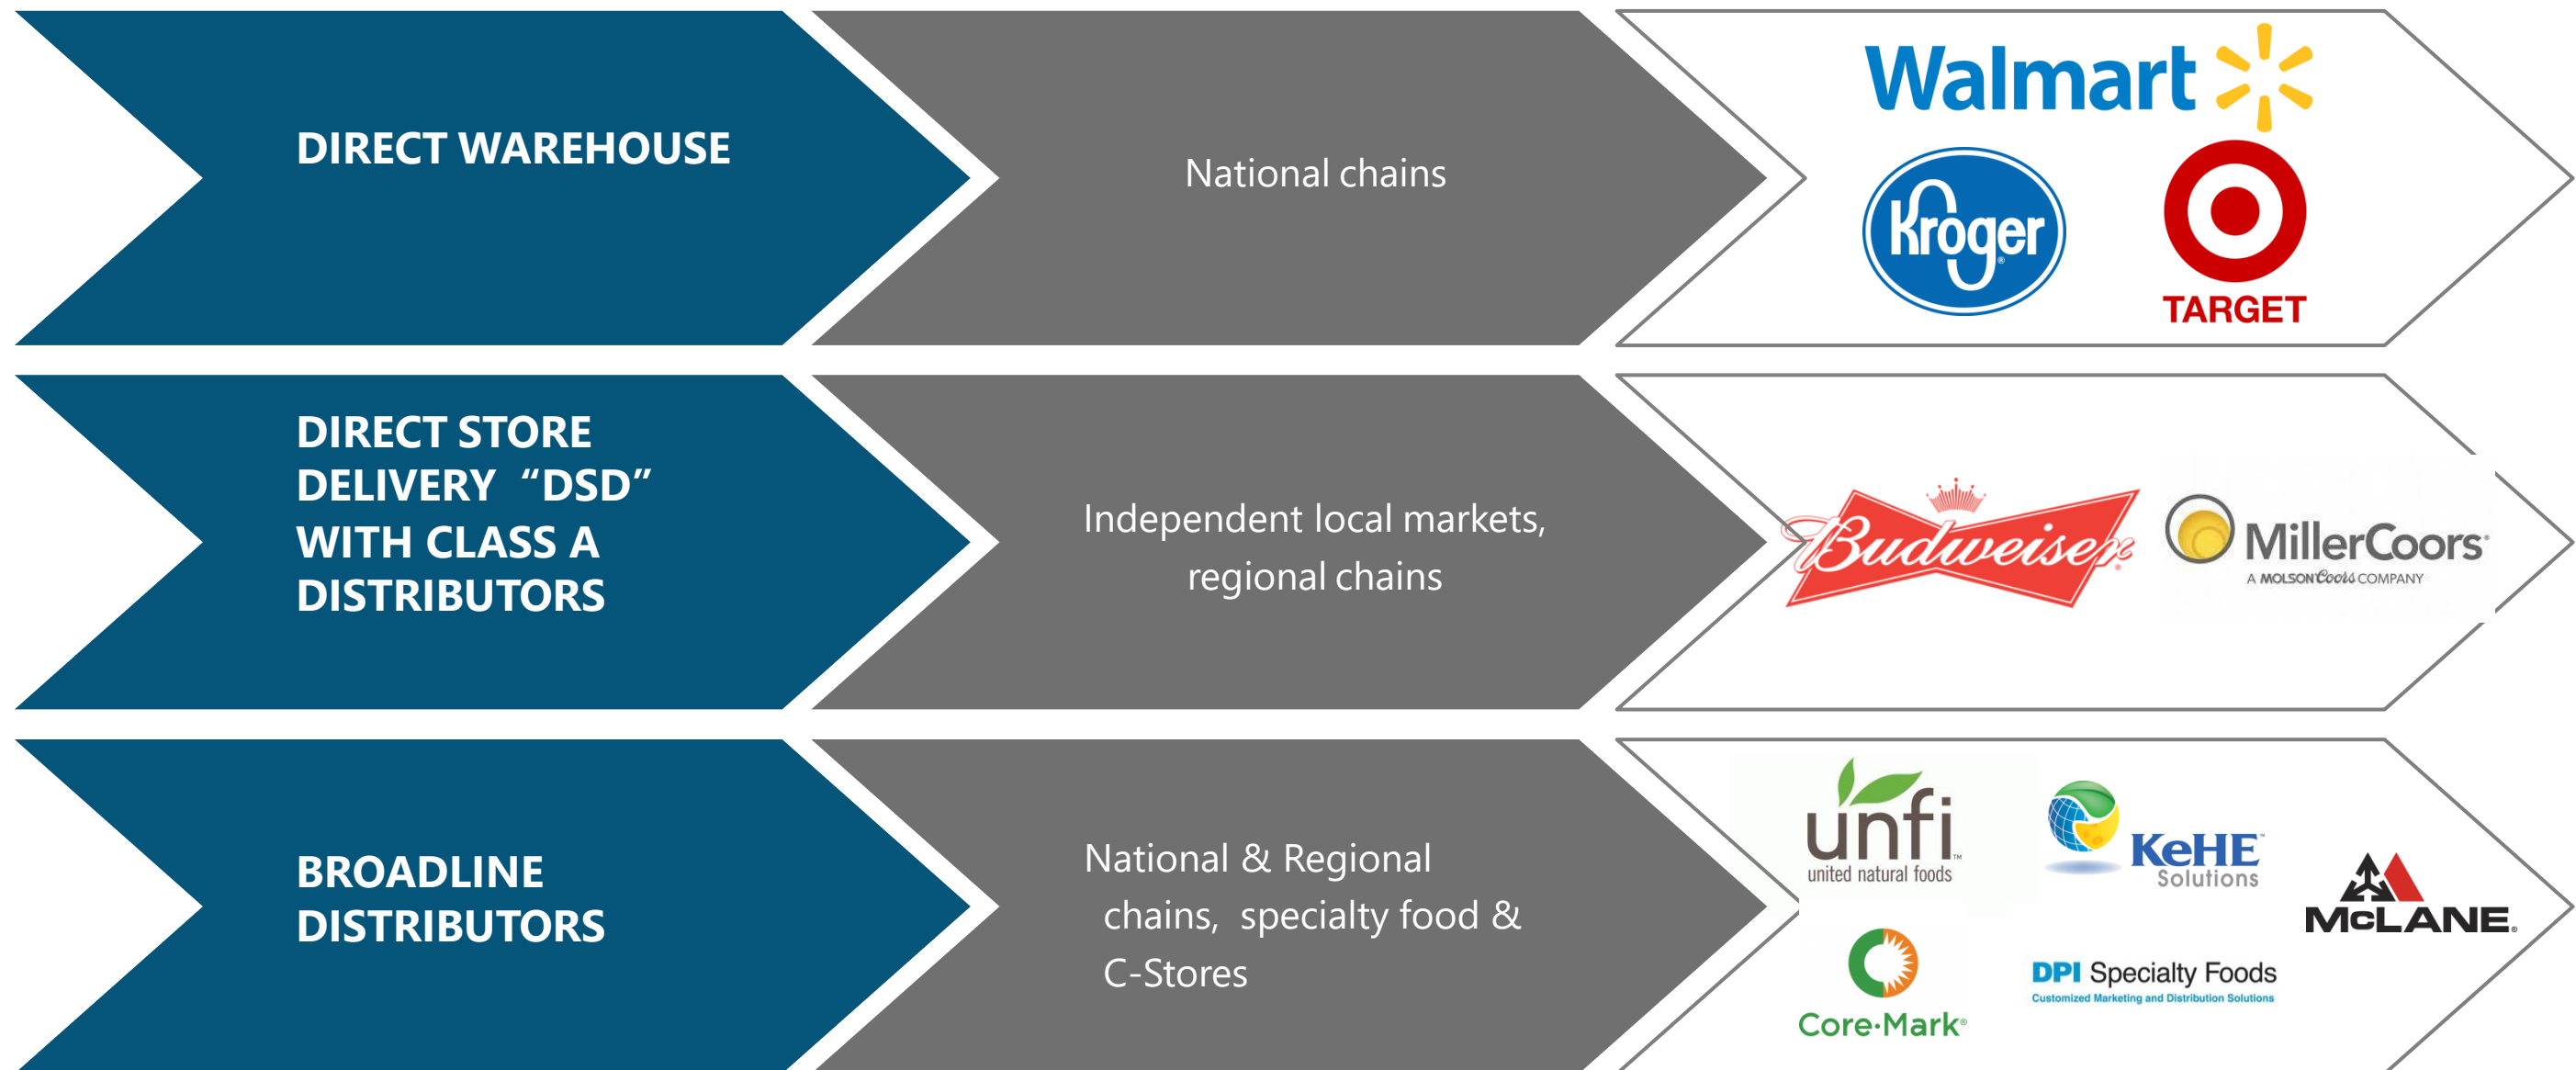 DIRECT WAREHOUSE
National chains
Walmart
Kroger
TARGET
DIRECT STORE
DELIVERY “DSD”
WITH CLASS A
DISTRIBUTORS
Independent local markets,
regional chains
Budweiser
MillerCoors
A MOLSON Coors COMPANY
BROADLINE
DISTRIBUTORS
National & Regional
chains, specialty food &
C-Stores
unfi™
united natural foods
KeHE™
Solutions
McLANE®
Core·Mark®
DPI Specialty Foods
Customized Marketing and Distribution Solutions